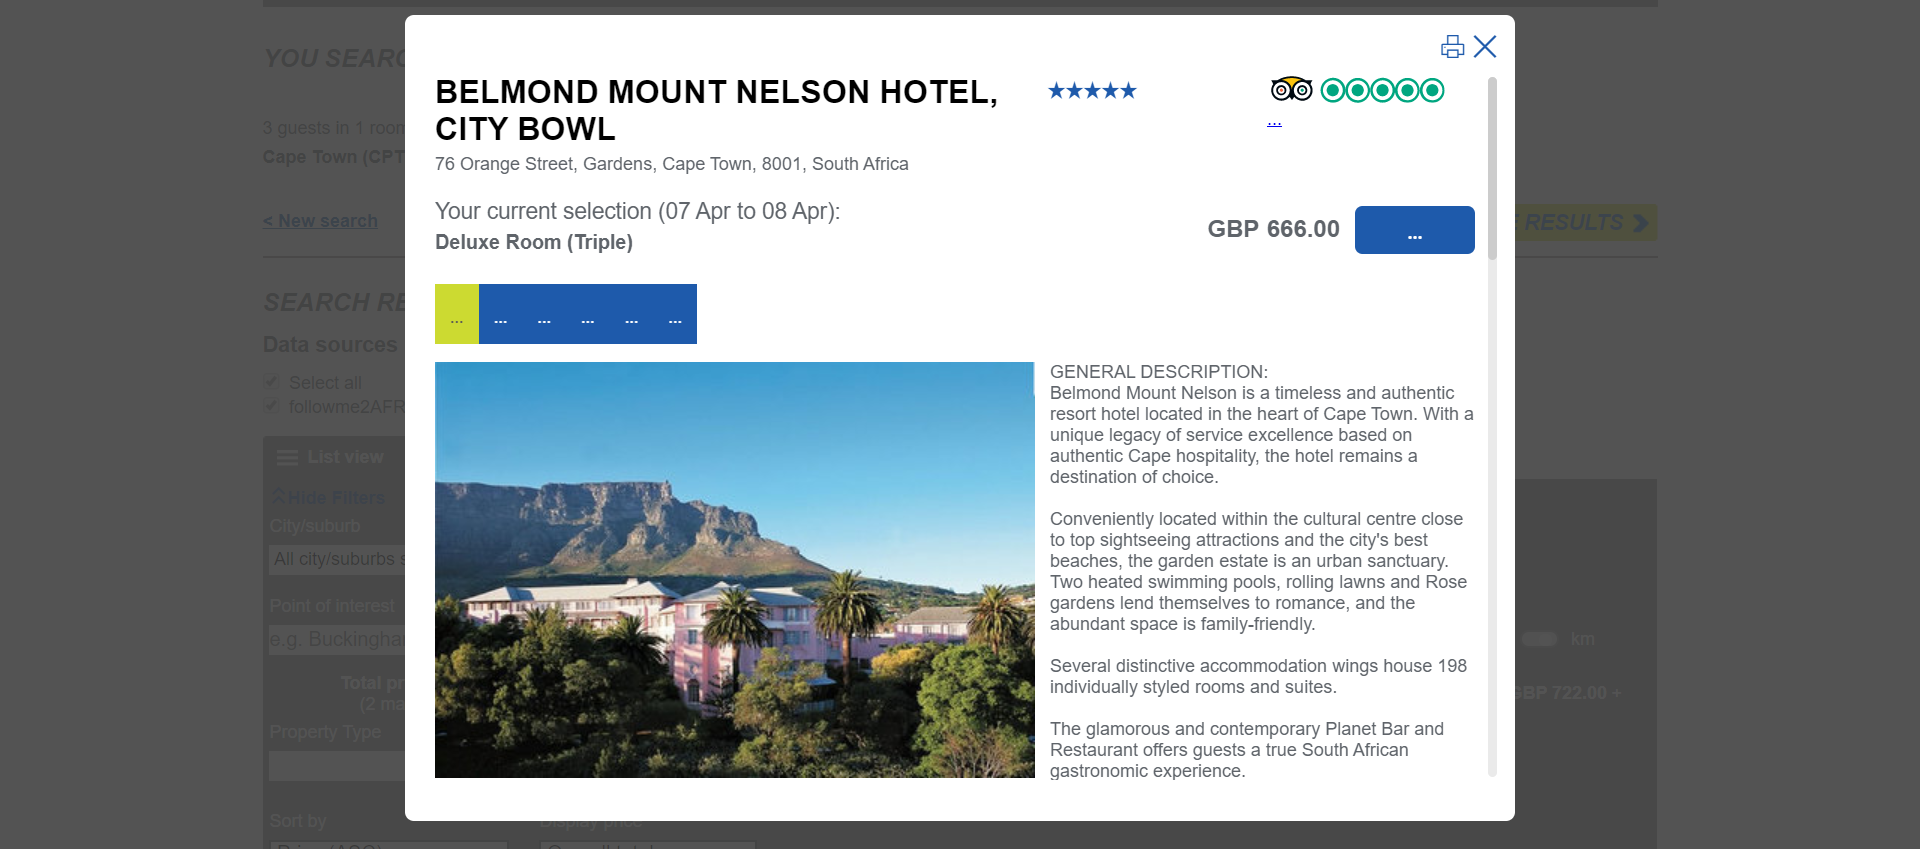 BELMOND MOUNT NELSON HOTEL,
CITY BOWL
...
76 Orange Street, Gardens, Cape Town, 8001, South Africa
Your current selection (07 Apr to 08 Apr):
Deluxe Room (Triple)
GBP 666.00
...
... ... ... ... ... ...
GENERAL DESCRIPTION:
Belmond Mount Nelson is a timeless and authentic
resort hotel located in the heart of Cape Town. With a
unique legacy of service excellence based on
authentic Cape hospitality, the hotel remains a
destination of choice.
Conveniently located within the cultural centre close
to top sightseeing attractions and the city's best
beaches, the garden estate is an urban sanctuary.
Two heated swimming pools, rolling lawns and Rose
gardens lend themselves to romance, and the
abundant space is family-friendly.
Several distinctive accommodation wings house 198
individually styled rooms and suites.
The glamorous and contemporary Planet Bar and
Restaurant offers guests a true South African
gastronomic experience.
YOU SEARC
3 guests in 1 room
Cape Town (CPT
< New search
RESULTS
SEARCH RE
Data sources
Select all
followme2AFR
List view
Hide Filters
City/suburb
All city/suburbs s
Point of interest
e.g. Buckingha
km
Total pr
(2 ma
GBP 722.00 +
Property Type
Sort by
Display price